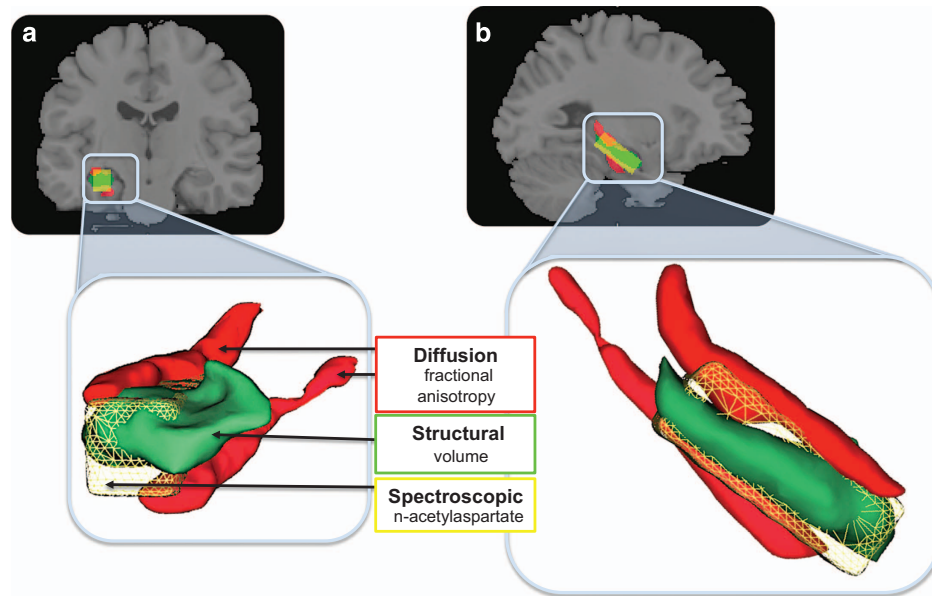 a
b
Diffusion
fractional
anisotropy
Structural
volume
Spectroscopic
n-acetylaspartate